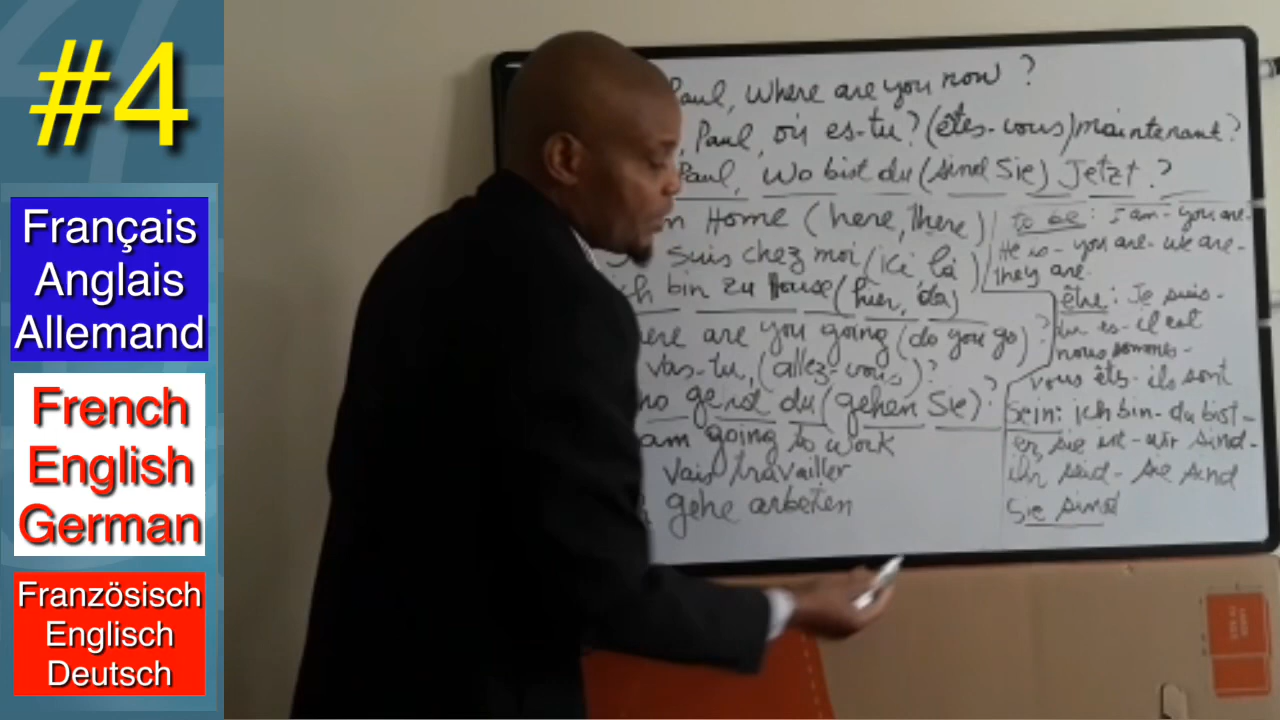 #4
Français
Anglais
Allemand
French
English
German
Französisch
Englisch
Deutsch
Paul, Where are you now ?
, Paul, où es-tu? (êtes-vous) maintenant?
Paul, Wo bist du (sind Sie) Jetzt ?
m Home (here, there)
suis chez moi (ici là)
ch bin zu House (hier, da)
ere are you going (do you go) ?
vas-tu, (allez-vous) ?
du (gehen Sie) ?
am going to work
vais travailler
gehe arbeten
to be : I am - you are -
He is - you are - we are -
they are.
être : Je suis -
tu es - il est
nous sommes -
vous êts - ils sont
Sein: ich bin - du bist -
er, sie ist - wir sind -
ihr seid - sie sind
Sie sind